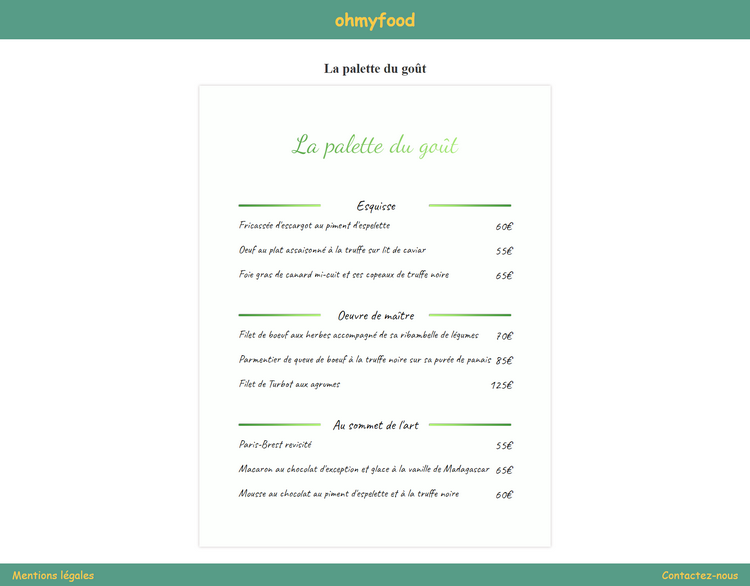 ohmyfood
La palette du goût
La palette du goût
Esquisse
Fricassée d'escargot au piment d'espelette 60€
Oeuf au plat assaisonné à la truffe sur lit de caviar 55€
Foie gras de canard mi-cuit et ses copeaux de truffe noire 65€
Oeuvre de maître
Filet de boeuf aux herbes accompagné de sa ribambelle de légumes 70€
Parmentier de queue de boeuf à la truffe noire sur sa purée de panais 85€
Filet de Turbot aux agrumes 125€
Au sommet de l'art
Paris-Brest revisité 55€
Macaron au chocolat d'exception et glace à la vanille de Madagascar 65€
Mousse au chocolat au piment d'espelette et à la truffe noire 60€
Mentions légales Contactez-nous